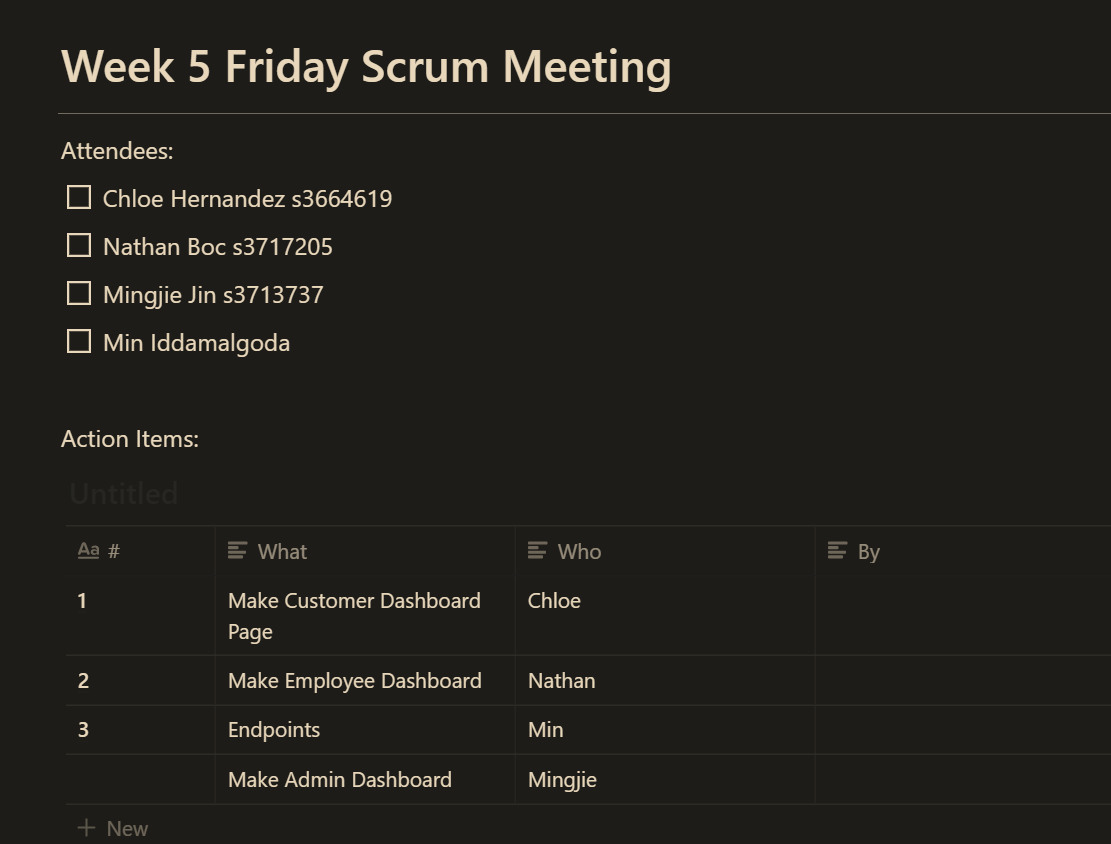 Week 5 Friday Scrum Meeting
Attendees:
Chloe Hernandez s3664619
Nathan Boc s3717205
Mingjie Jin s3713737
Min Iddamalgoda
Action Items:
Untitled
Aa # What Who By
1 Make Customer Dashboard Chloe
Page
2 Make Employee Dashboard Nathan
3 Endpoints Min
Make Admin Dashboard Mingjie
+ New